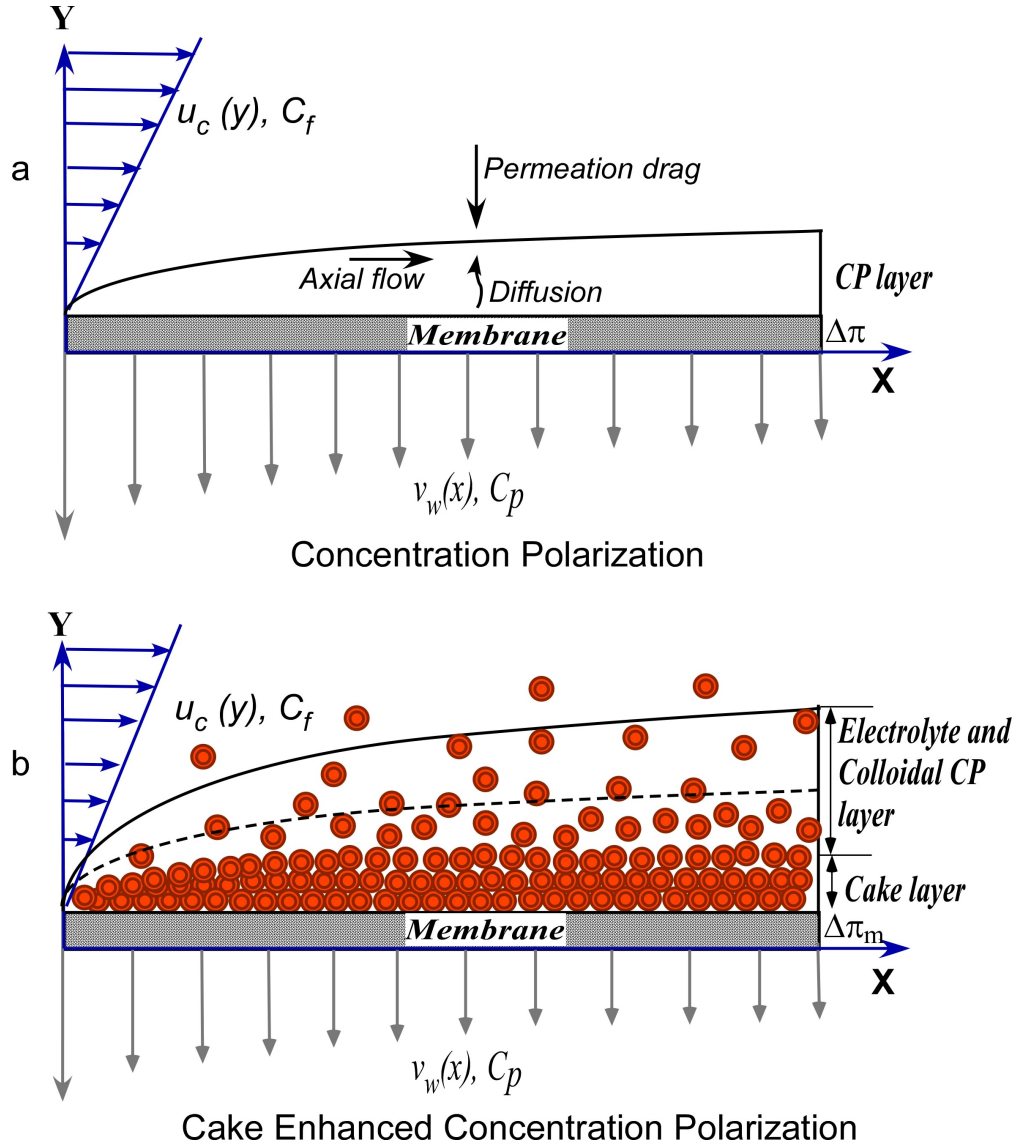 Y
u_c (y), C_f
a
Permeation drag
Axial flow
Diffusion
CP layer
Membrane
Δπ
X
v_w(x), C_p
Concentration Polarization
Y
u_c (y), C_f
b
Electrolyte and
Colloidal CP
layer
Cake layer
Membrane
Δπ_m
X
v_w(x), C_p
Cake Enhanced Concentration Polarization